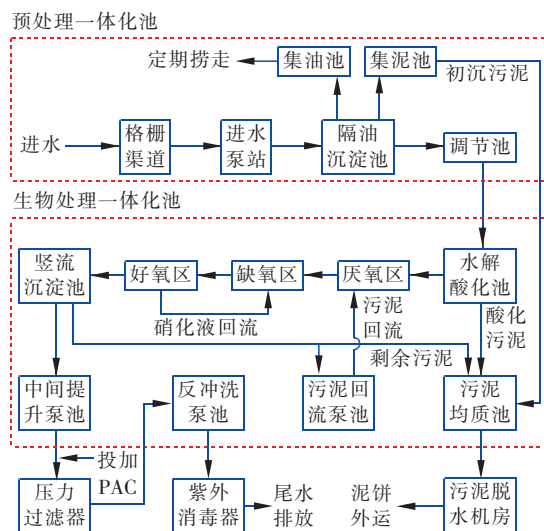 预处理一体化池
定期捞走
集油池
集泥池
初沉污泥
进水
格栅
渠道
进水
泵站
隔油
沉淀池
调节池
生物处理一体化池
竖流
沉淀池
好氧区
缺氧区
厌氧区
水解
酸化池
硝化液回流
污泥
回流
酸化
污泥
剩余污泥
中间提
升泵池
反冲洗
泵池
污泥回
流泵池
污泥
均质池
投加
PAC
压力
过滤器
紫外
消毒器
尾水
排放
泥饼
外运
污泥脱
水机房